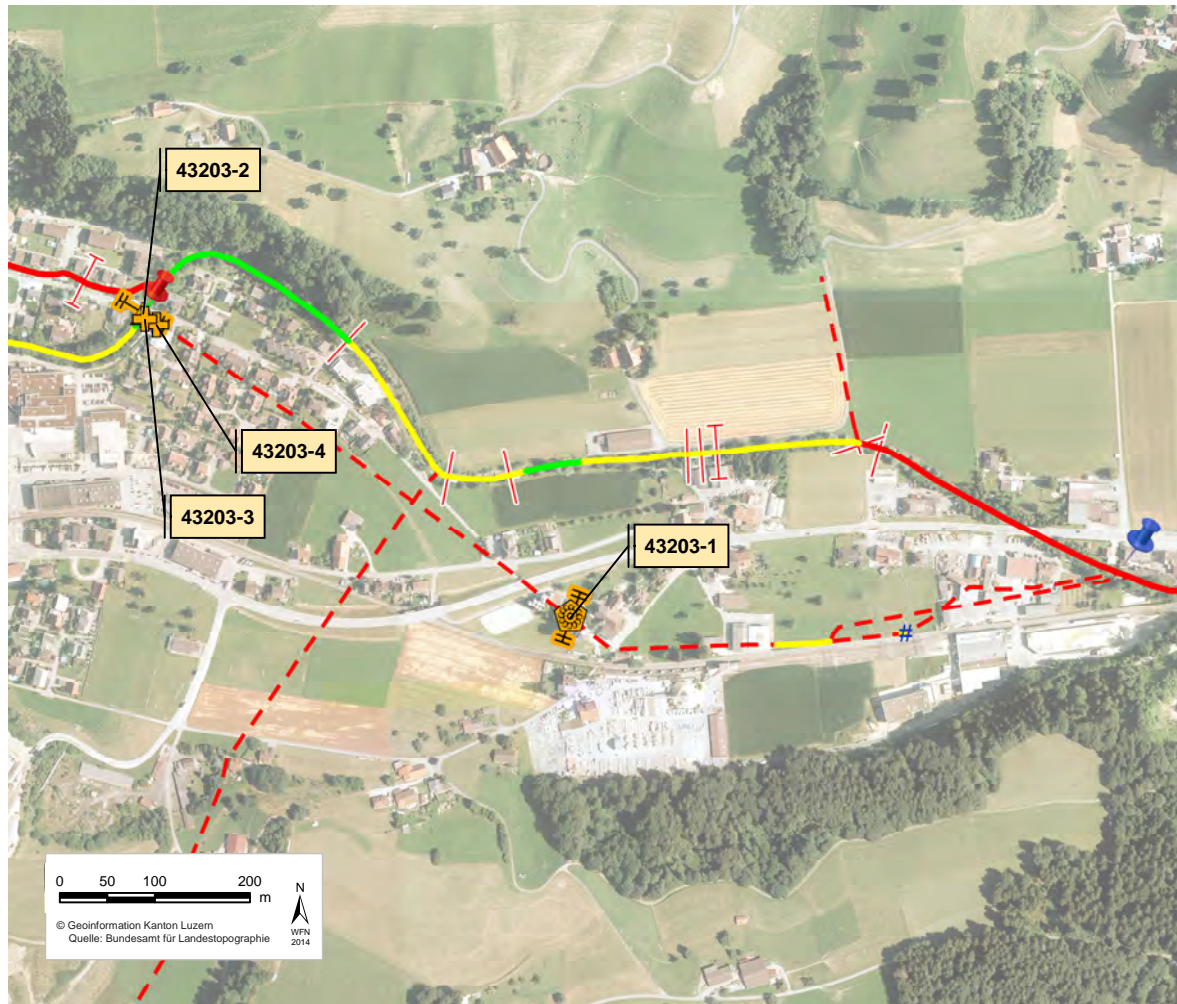 43203-2
43203-4
43203-3
43203-1
0 50 100 200
m
N
WFN
2014
© Geoinformation Kanton Luzern
Quelle: Bundesamt für Landestopographie
#